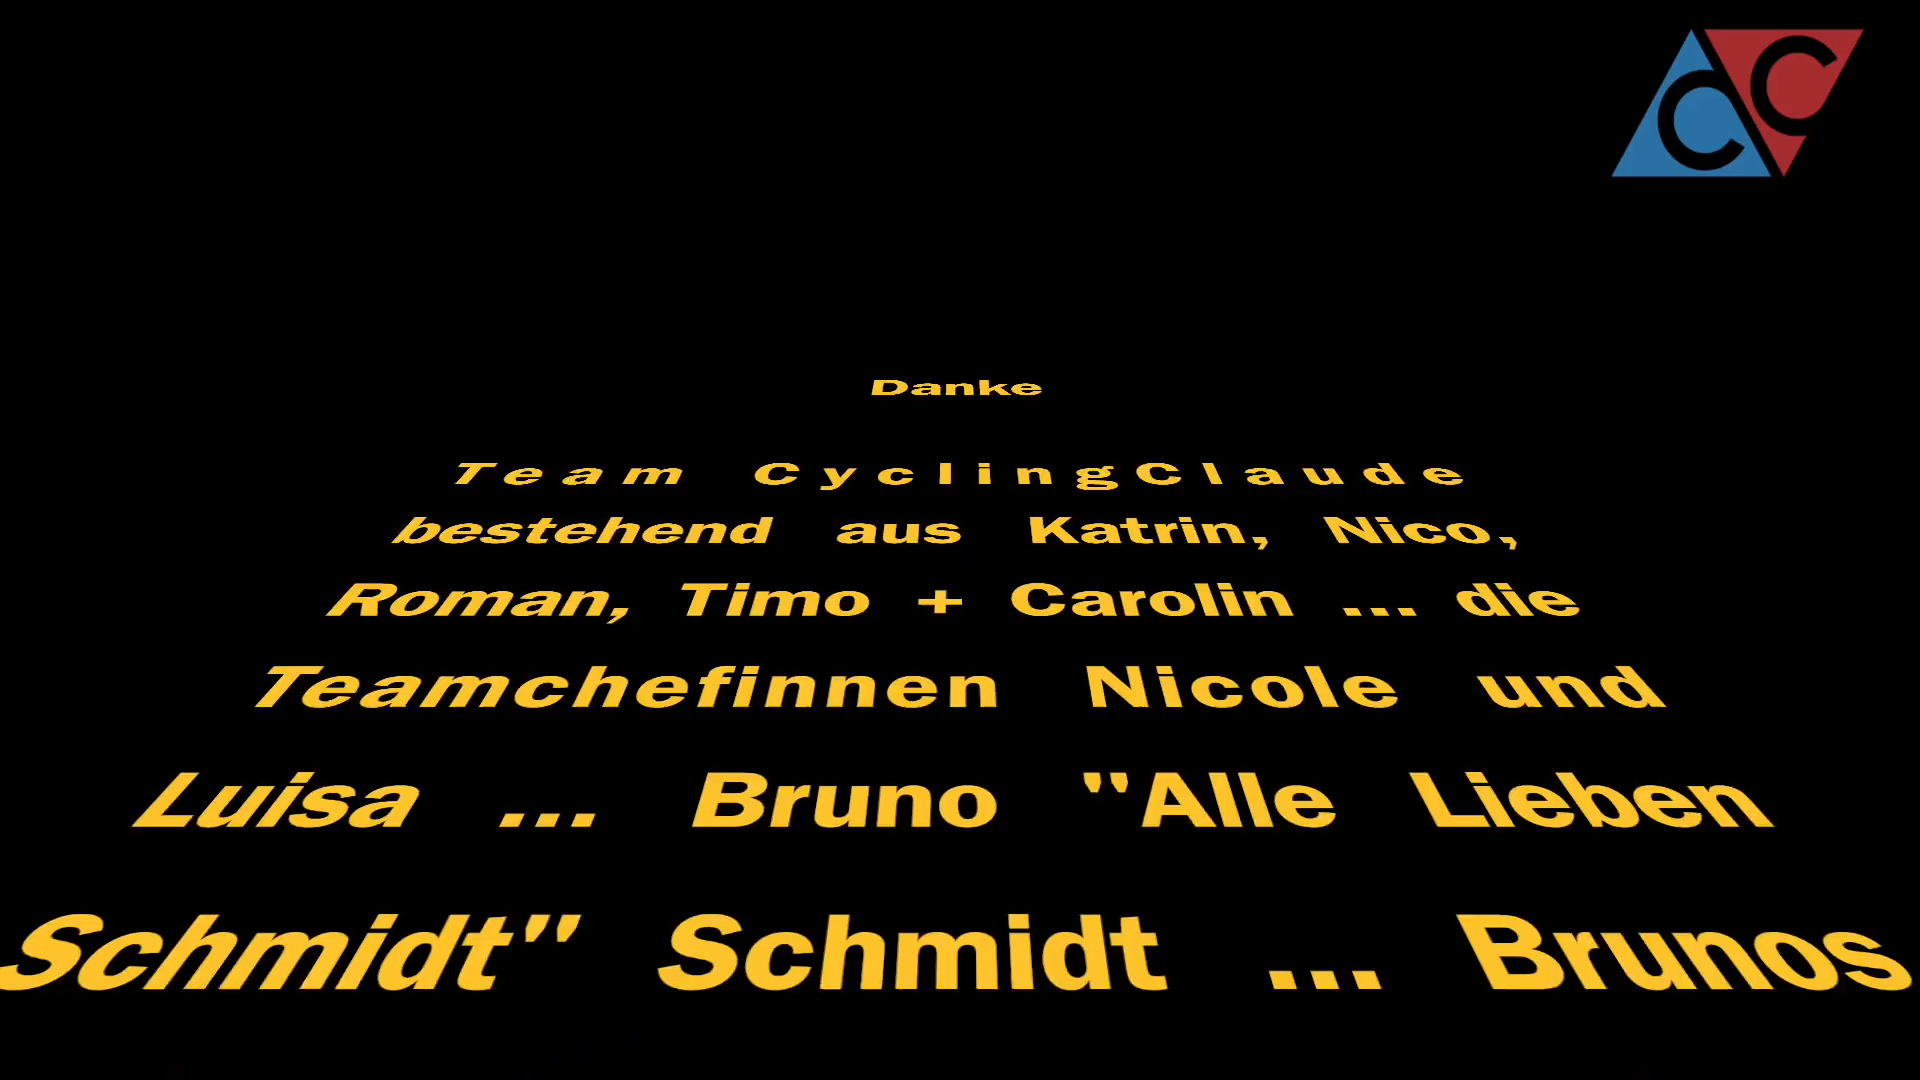 CC
Danke
Team CyclingClaude
bestehend aus Katrin, Nico,
Roman, Timo + Carolin ... die
Teamchefinnen Nicole und
Luisa ... Bruno "Alle Lieben
Schmidt" Schmidt ... Brunos